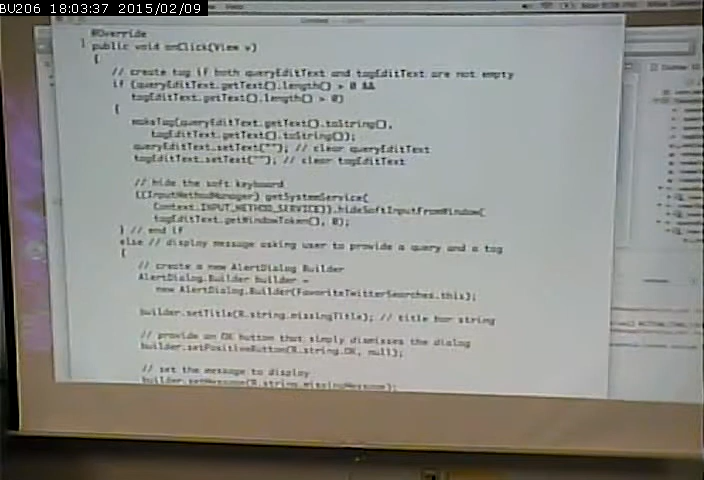 BU206 18:03:37 2015/02/09
@Override
public void onClick(View v)
{
// create tag if both queryEditText and tagEditText are not empty
if (queryEditText.getText().length() > 0 &&
tagEditText.getText().length() > 0)
{
makeTag(queryEditText.getText().toString(),
tagEditText.getText().toString());
queryEditText.setText(""); // clear queryEditText
tagEditText.setText(""); // clear tagEditText
// hide the soft keyboard
((InputMethodManager) getSystemService(
Context.INPUT_METHOD_SERVICE)).hideSoftInputFromWindow(
tagEditText.getWindowToken(), 0);
} // end if
else // display message asking user to provide a query and a tag
{
// create a new AlertDialog Builder
AlertDialog.Builder builder =
new AlertDialog.Builder(FavoriteTwitterSearches.this);
builder.setTitle(R.string.missingTitle); // title bar string
// provide an OK button that simply dismisses the dialog
builder.setPositiveButton(R.string.OK, null);
// set the message to display
builder.setMessage(R.string.missingMessage);